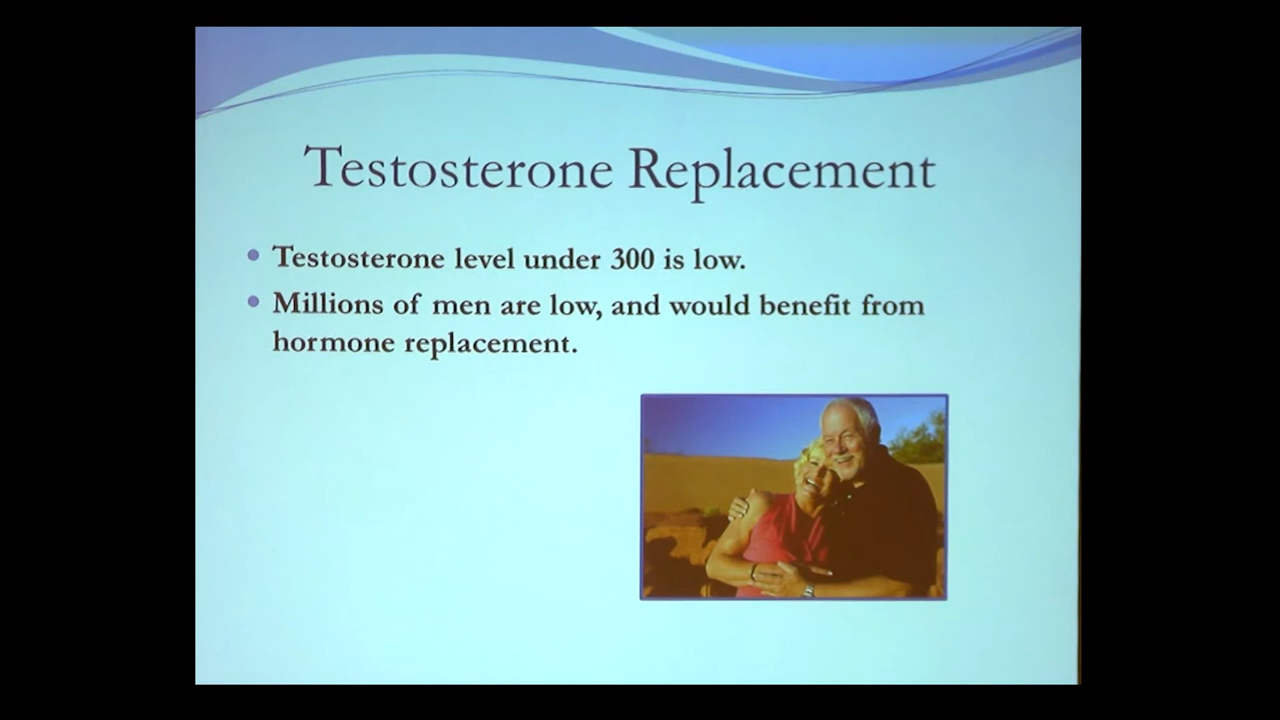 Testosterone Replacement
Testosterone level under 300 is low.
Millions of men are low, and would benefit from
hormone replacement.